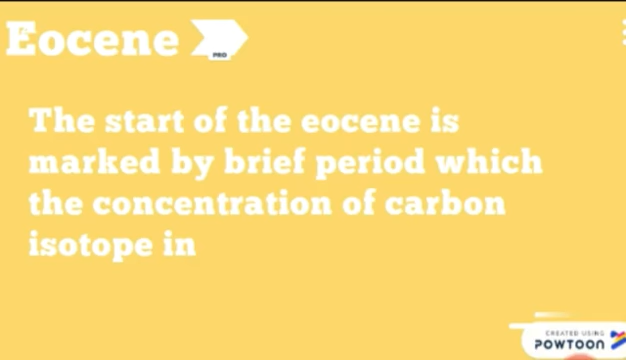 Eocene
PRO
The start of the eocene is
marked by brief period which
the concentration of carbon
isotope in
CREATED USING
POWTOON